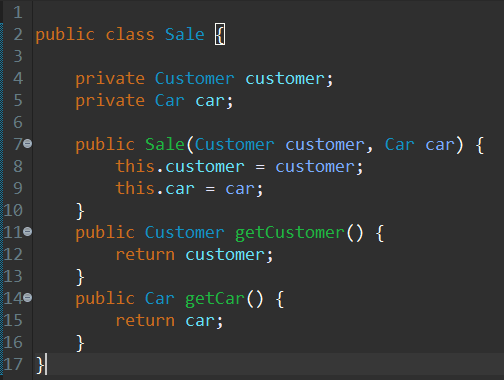 1
2 public class Sale {
3
4     private Customer customer;
5     private Car car;
6
7     public Sale(Customer customer, Car car) {
8         this.customer = customer;
9         this.car = car;
10     }
11     public Customer getCustomer() {
12         return customer;
13     }
14     public Car getCar() {
15         return car;
16     }
17 }